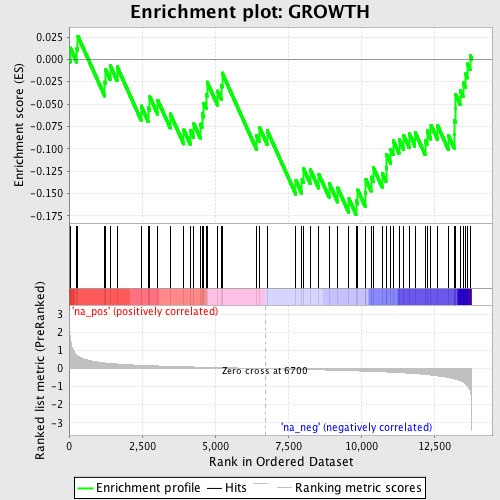 Enrichment plot: GROWTH
Enrichment score (ES)
0.025
0.000
-0.025
-0.050
-0.075
-0.100
-0.125
-0.150
-0.175
'na_pos' (positively correlated)
Ranked list metric (PreRanked)
3
2
1
0
-1
-2
-3
Zero cross at 6700
'na_neg' (negatively correlated)
0
2,500
5,000
7,500
10,000
12,500
Rank in Ordered Dataset
Enrichment profile
Hits
Ranking metric scores